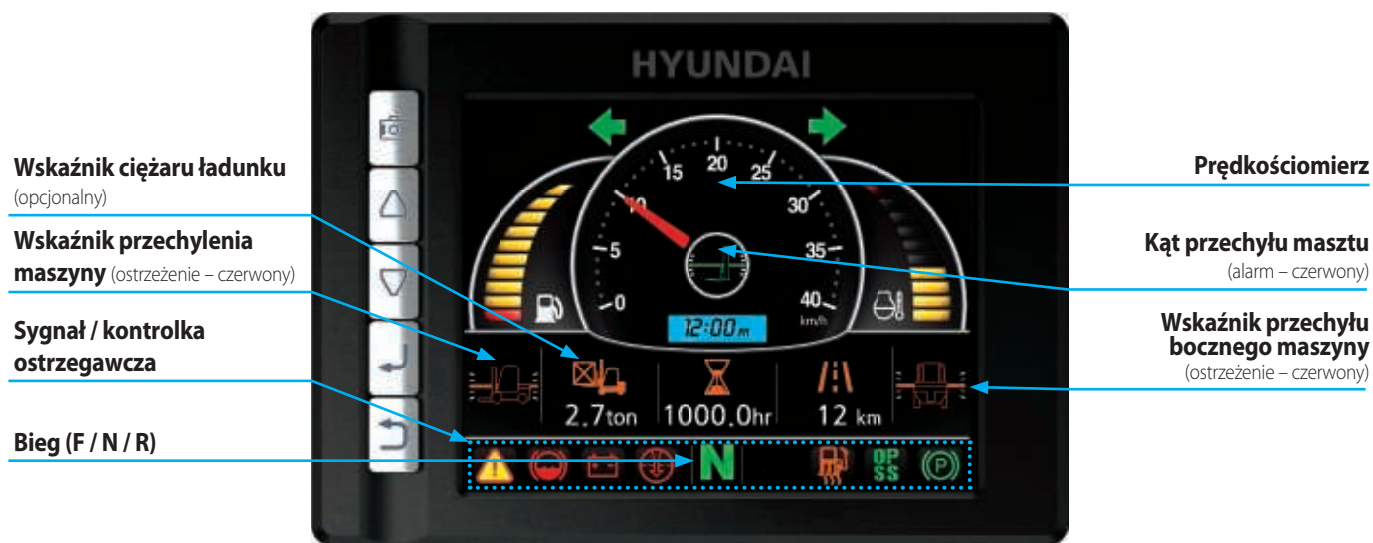 HYUNDAI
Wskaźnik ciężaru ładunku
(opcjonalny)
Wskaźnik przechylenia
maszyny (ostrzeżenie – czerwony)
Sygnał / kontrolka
ostrzegawcza
Bieg (F / N / R)
0
5
10
15
20
25
30
35
40
km/h
12:00 m
2.7ton
1000.0hr
12 km
N
OP
SS
P
Prędkościomierz
Kąt przechyłu masztu
(alarm – czerwony)
Wskaźnik przechyłu
bocznego maszyny
(ostrzeżenie – czerwony)